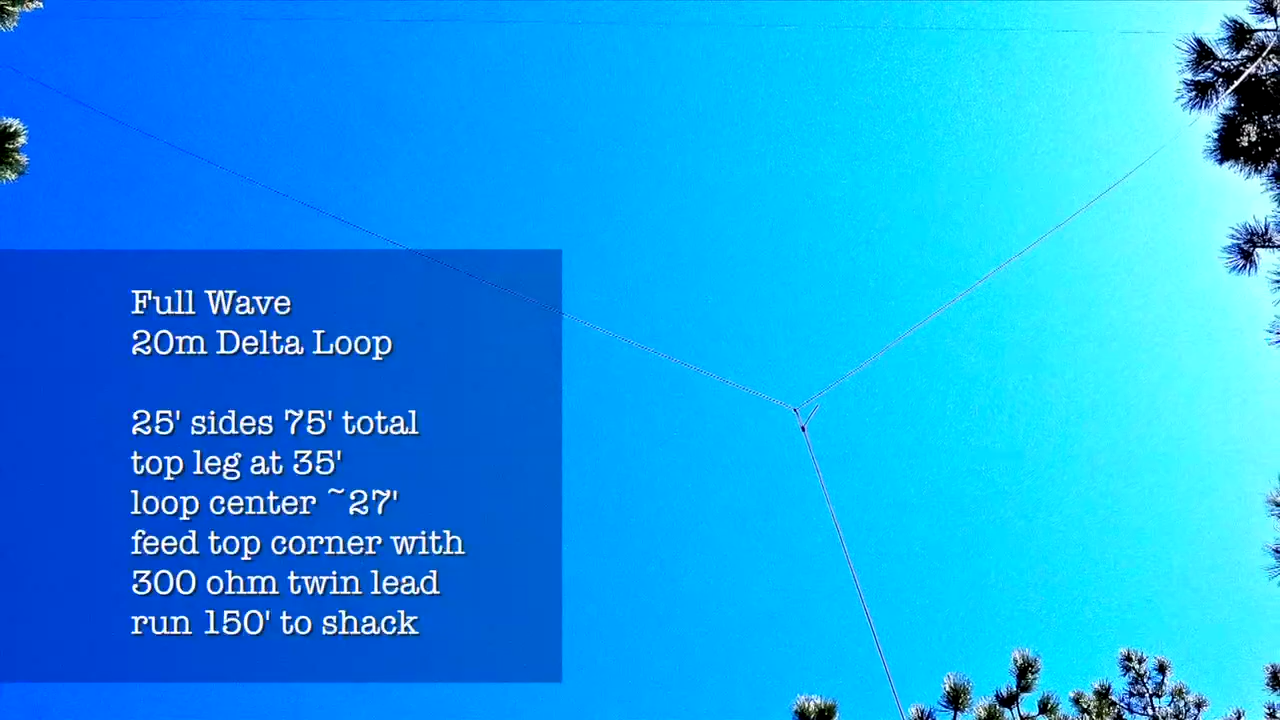 Full Wave
20m Delta Loop
25' sides 75' total
top leg at 35'
loop center ~27'
feed top corner with
300 ohm twin lead
run 150' to shack